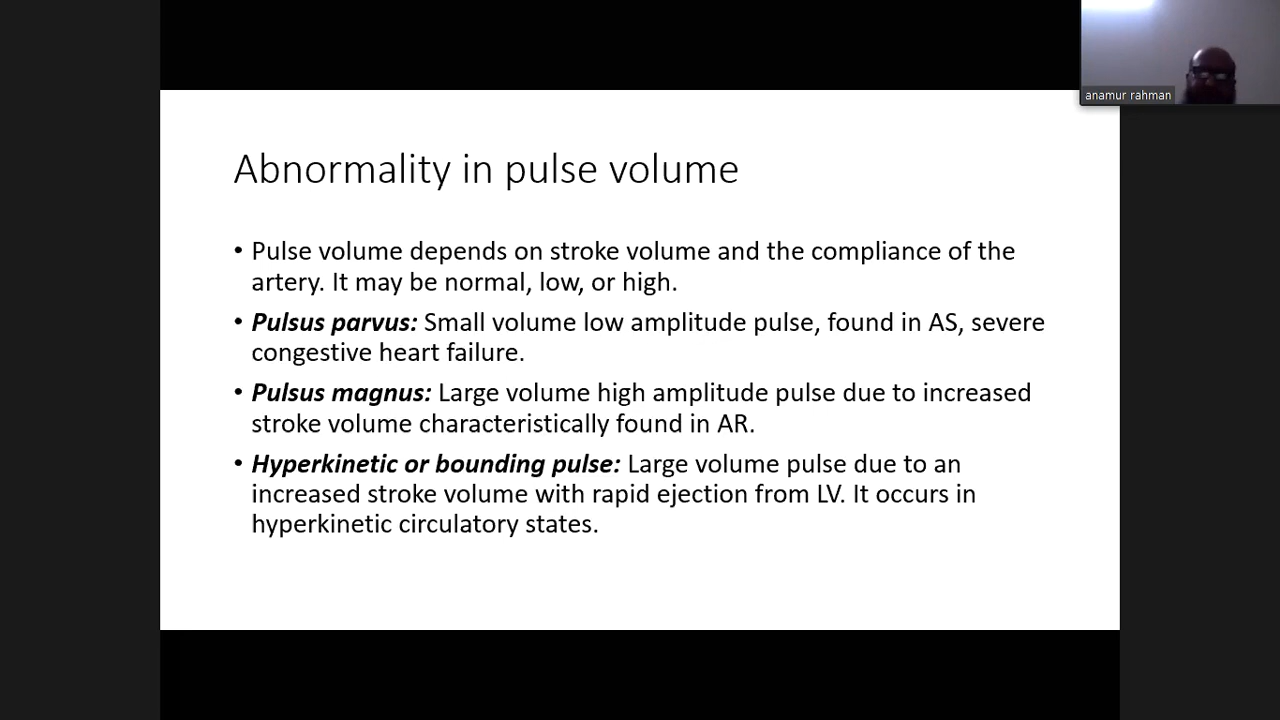 anamur rahman
Abnormality in pulse volume
• Pulse volume depends on stroke volume and the compliance of the
artery. It may be normal, low, or high.
• Pulsus parvus: Small volume low amplitude pulse, found in AS, severe
congestive heart failure.
• Pulsus magnus: Large volume high amplitude pulse due to increased
stroke volume characteristically found in AR.
• Hyperkinetic or bounding pulse: Large volume pulse due to an
increased stroke volume with rapid ejection from LV. It occurs in
hyperkinetic circulatory states.